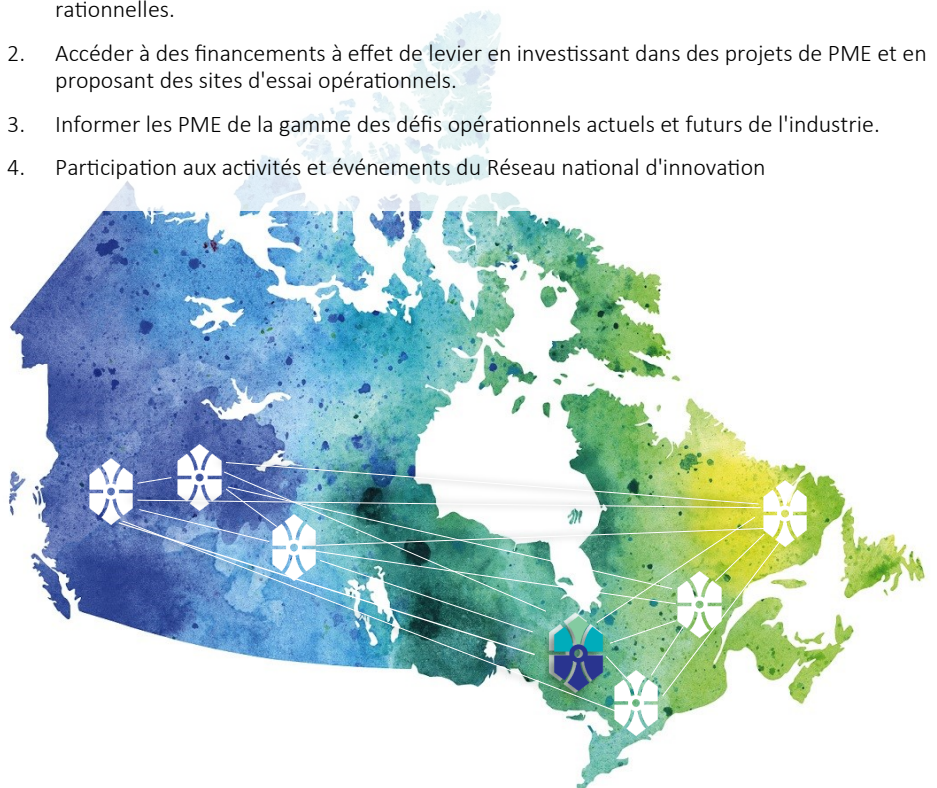 rationnelles.
2. Accéder à des financements à effet de levier en investissant dans des projets de PME et en
proposant des sites d'essai opérationnels.
3. Informer les PME de la gamme des défis opérationnels actuels et futurs de l'industrie.
4. Participation aux activités et événements du Réseau national d'innovation